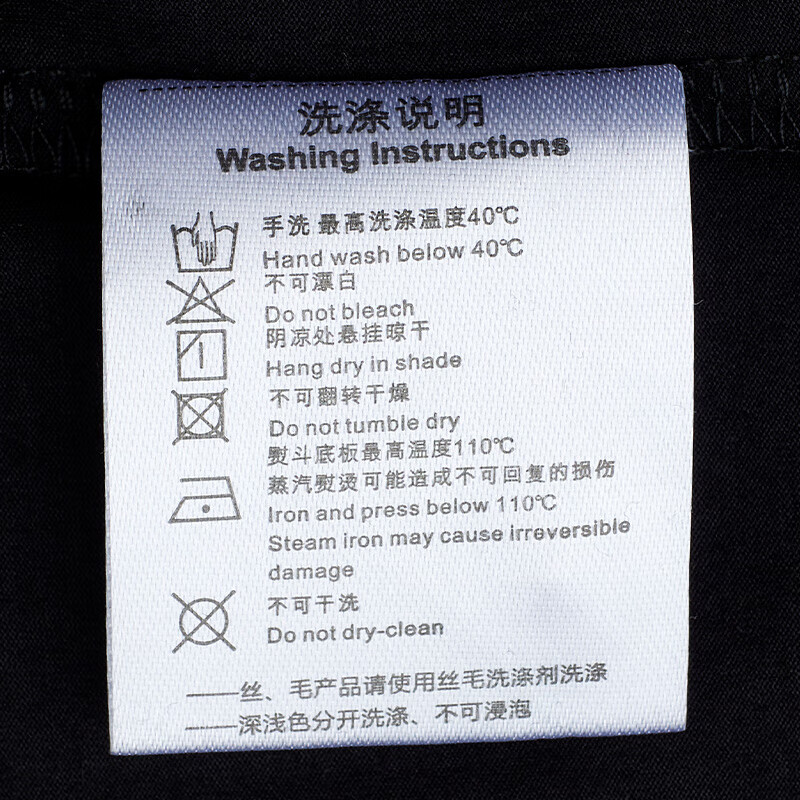 洗涤说明
Washing Instructions
手洗 最高洗涤温度40℃
Hand wash below 40℃
不可漂白
Do not bleach
阴凉处悬挂晾干
Hang dry in shade
不可翻转干燥
Do not tumble dry
熨斗底板最高温度110℃
蒸汽熨烫可能造成不可回复的损伤
Iron and press below 110℃
Steam iron may cause irreversible
damage
不可干洗
Do not dry-clean
——丝、毛产品请使用丝毛洗涤剂洗涤
——深浅色分开洗涤、不可浸泡